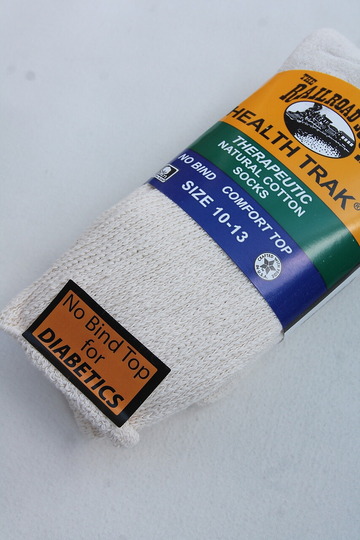 THE
RAILROAD
HEALTH TRAK®
THERAPEUTIC
NATURAL COTTON
SOCKS
NO BIND COMFORT TOP
SIZE 10-13
No Bind Top
for
DIABETICS